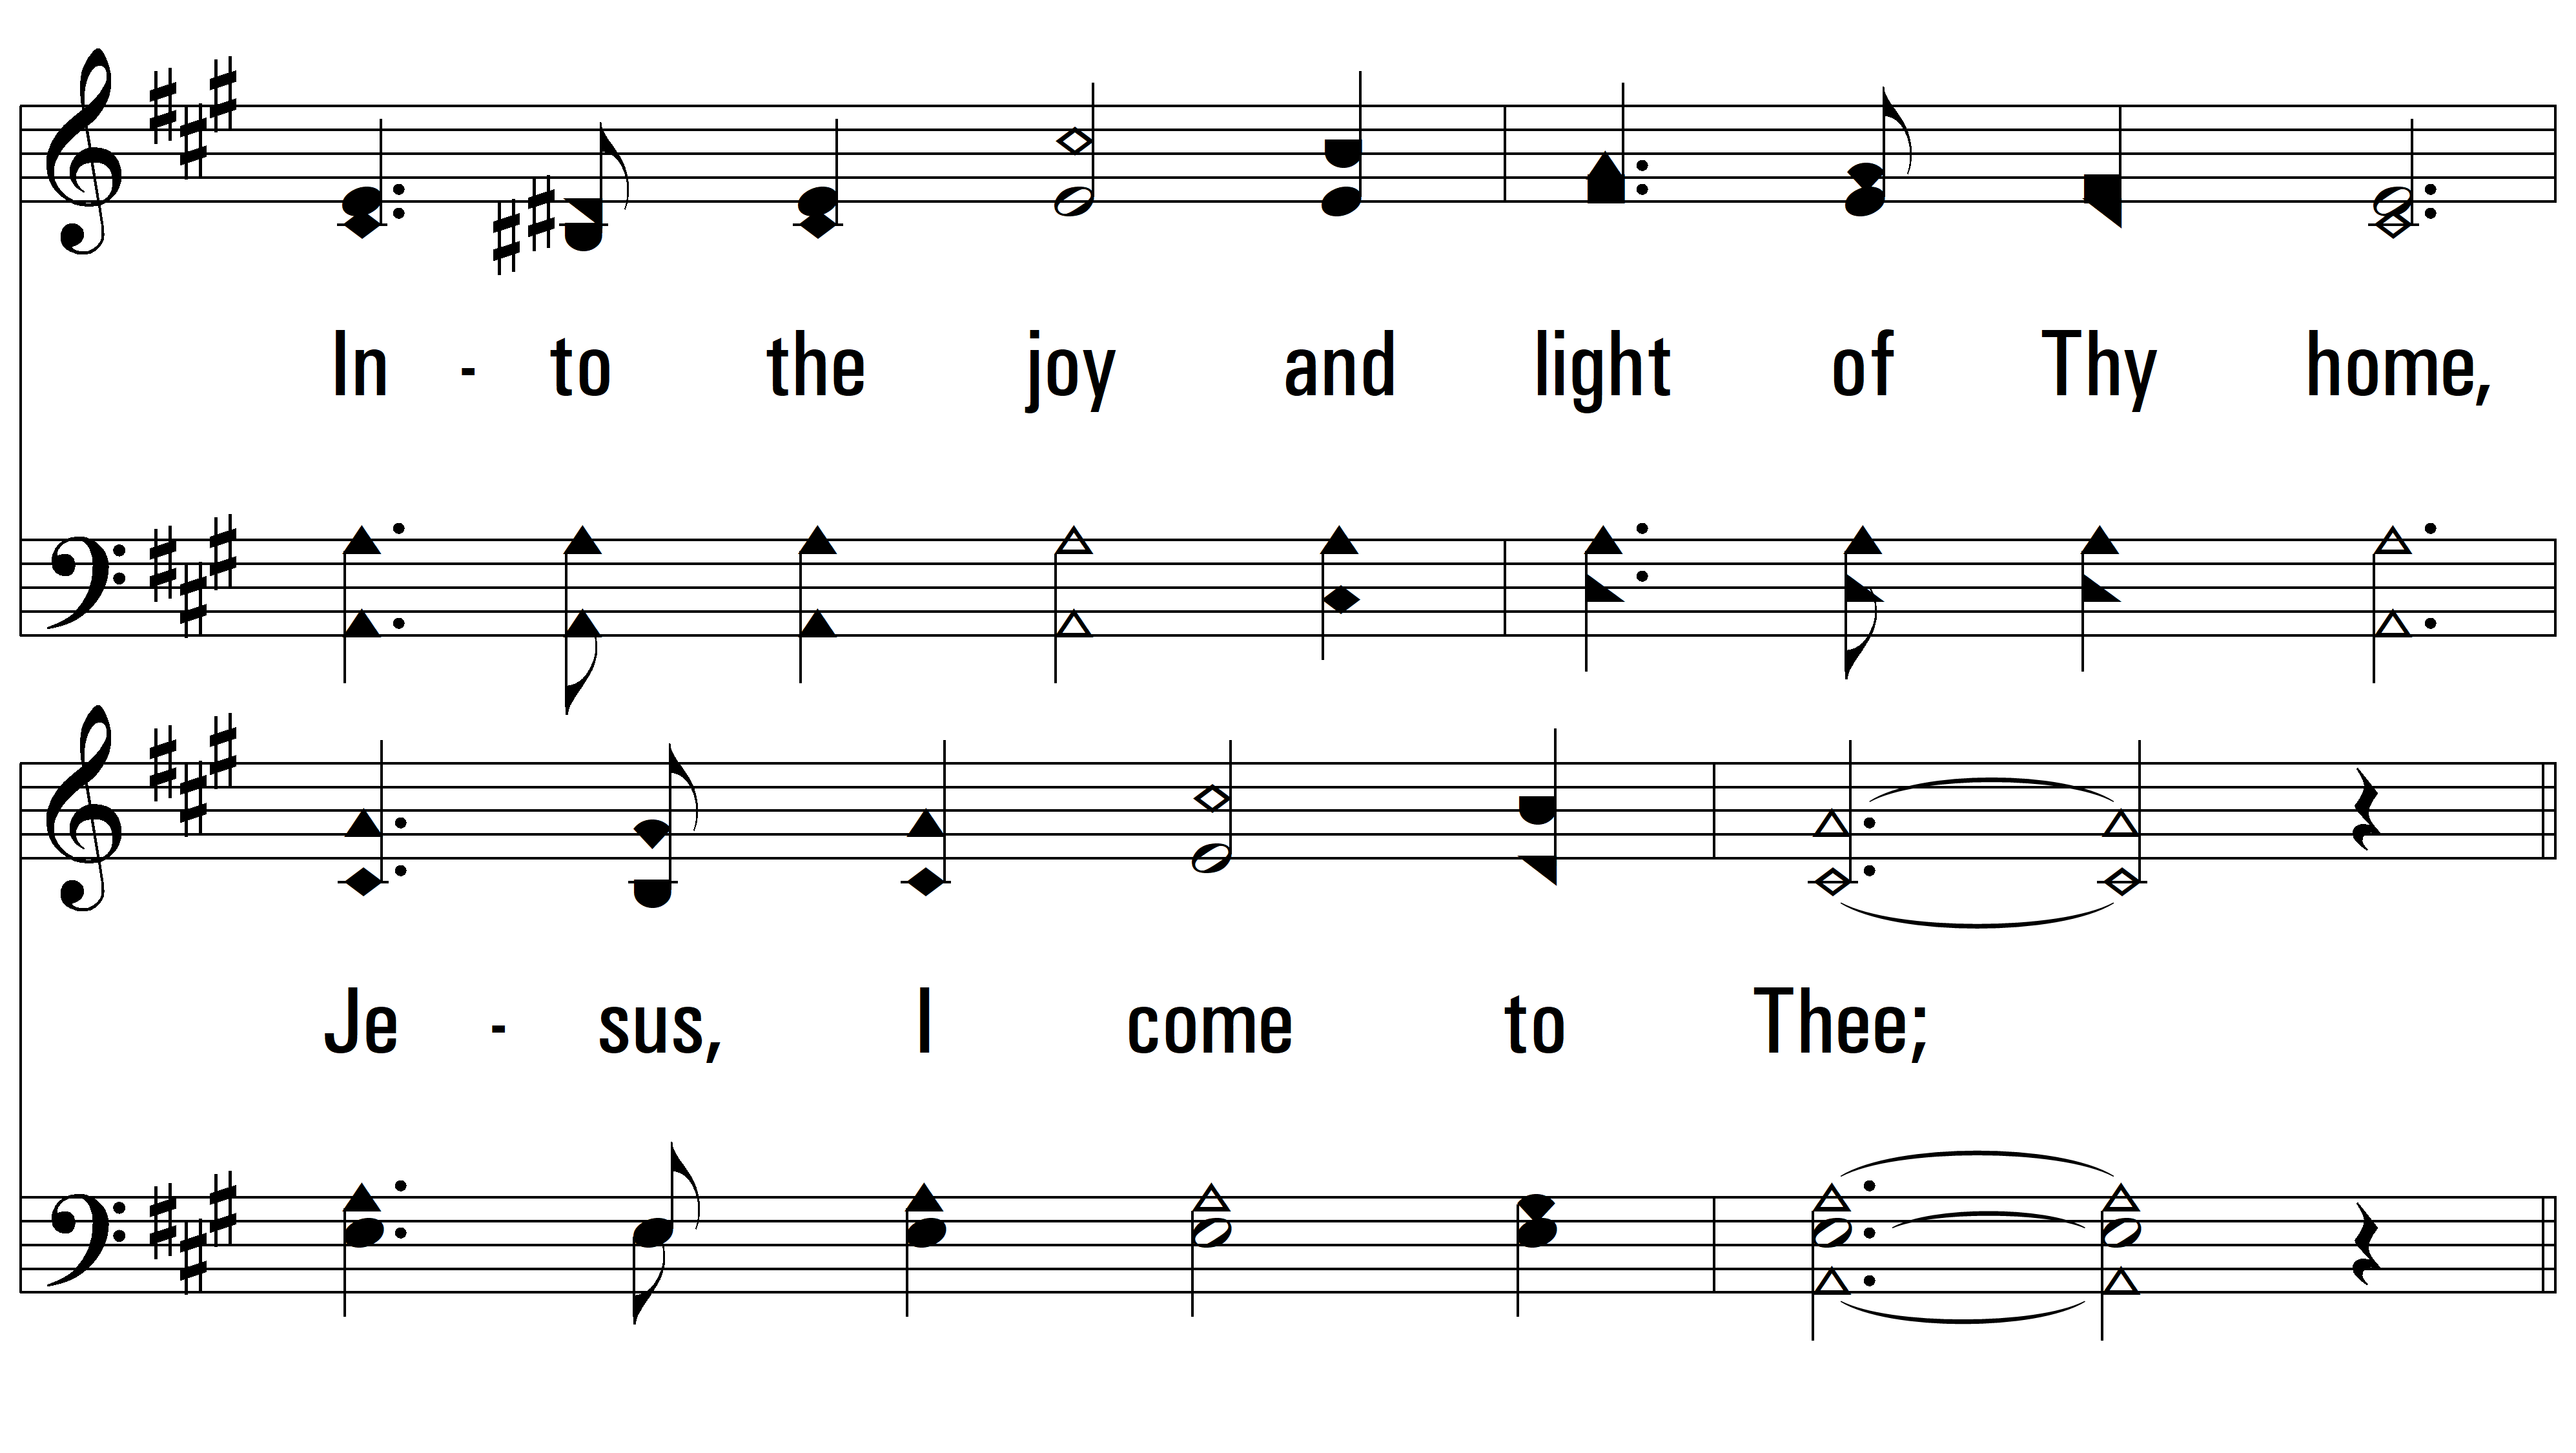 In - to the joy and light of Thy home,
Je - sus, I come to Thee;